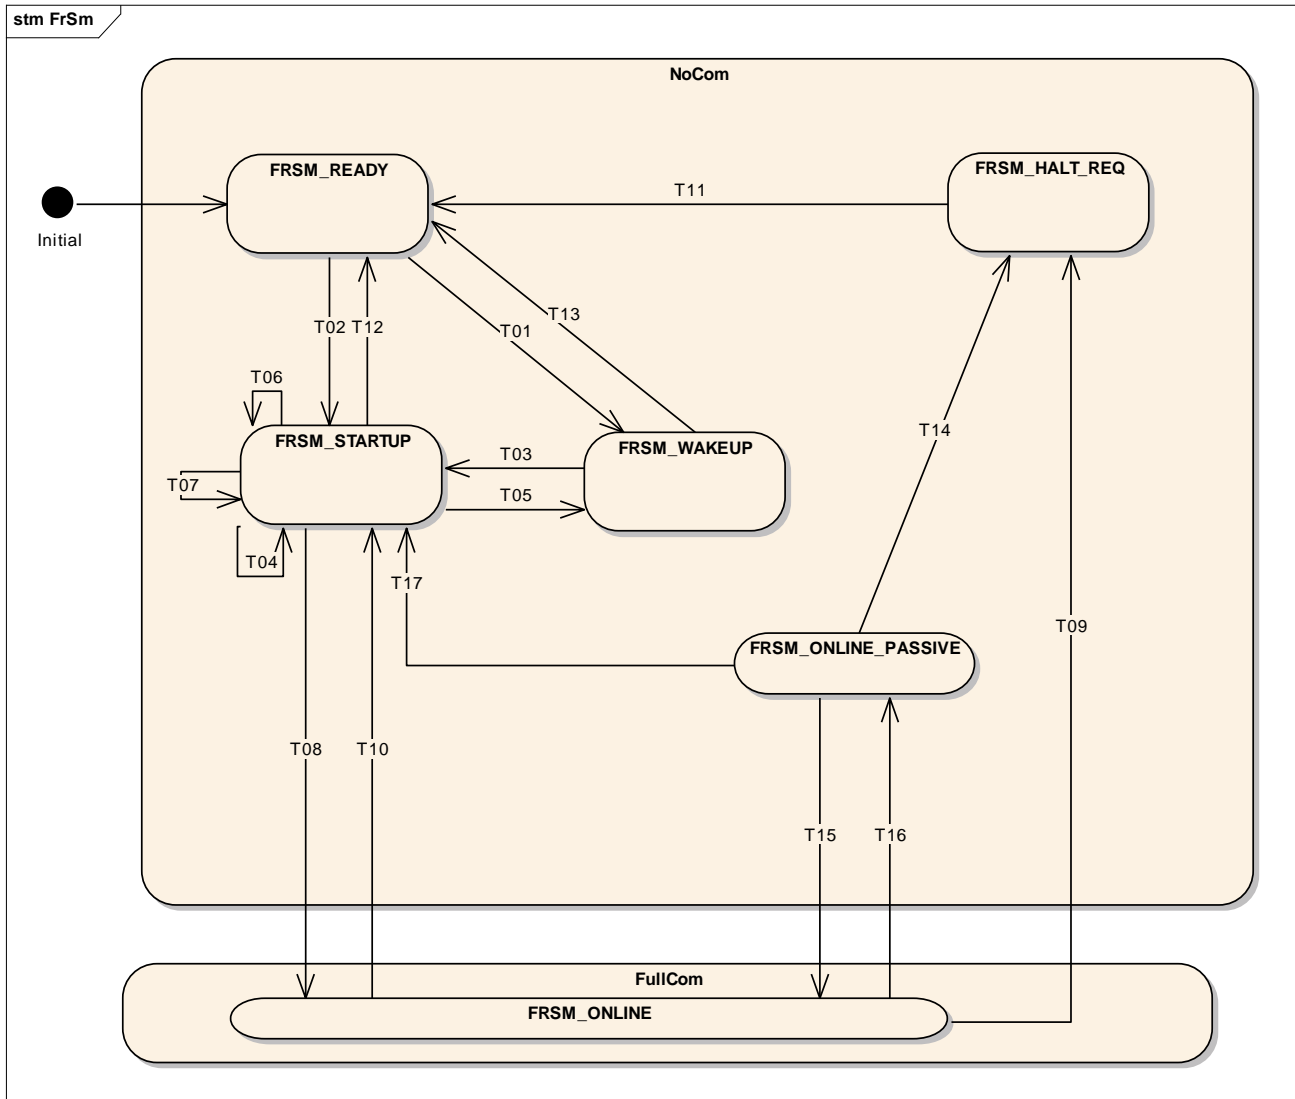 stm FrSm
NoCom
FRSM_READY
FRSM_HALT_REQ
T11
Initial
T13
T02
T12
T01
T06
T14
FRSM_STARTUP
FRSM_WAKEUP
T03
T07
T05
T04
T17
T09
FRSM_ONLINE_PASSIVE
T08
T10
T15
T16
FullCom
FRSM_ONLINE